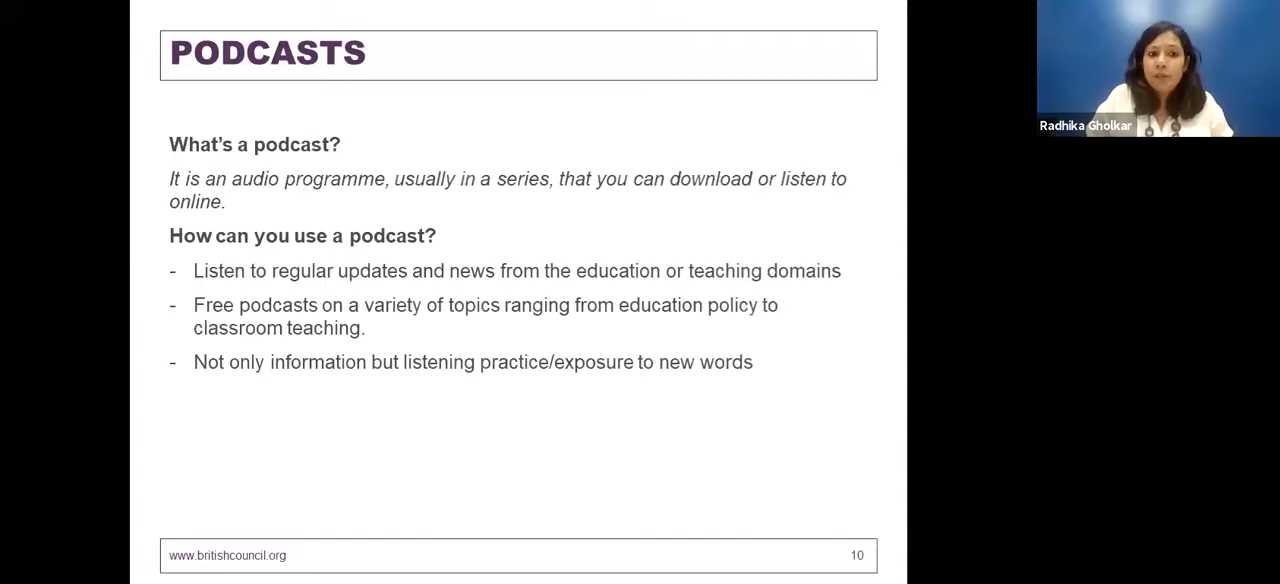 PODCASTS
What's a podcast?
It is an audio programme, usually in a series, that you can download or listen to
online.
How can you use a podcast?
- Listen to regular updates and news from the education or teaching domains
- Free podcasts on a variety of topics ranging from education policy to
classroom teaching.
- Not only information but listening practice/exposure to new words
www.britishcouncil.org
10
Radhika Gholkar